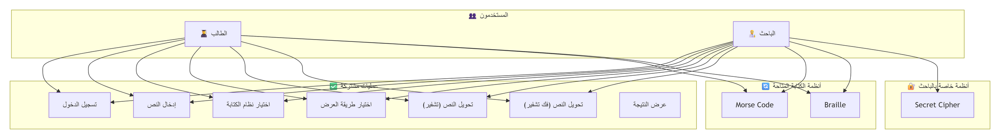 المستخدمون 👥
الطالب 👨‍🎓
الباحث 👨‍🔬
عمليات مشتركة ✅
تسجيل الدخول
إدخال النص
اختيار نظام الكتابة
اختيار طريقة العرض
تحويل النص (تشفير)
تحويل النص (فك تشفير)
عرض النتيجة
أنظمة الكتابة المتاحة 🔄
Morse Code
Braille
أنظمة خاصة بالباحث 🔐
Secret Cipher